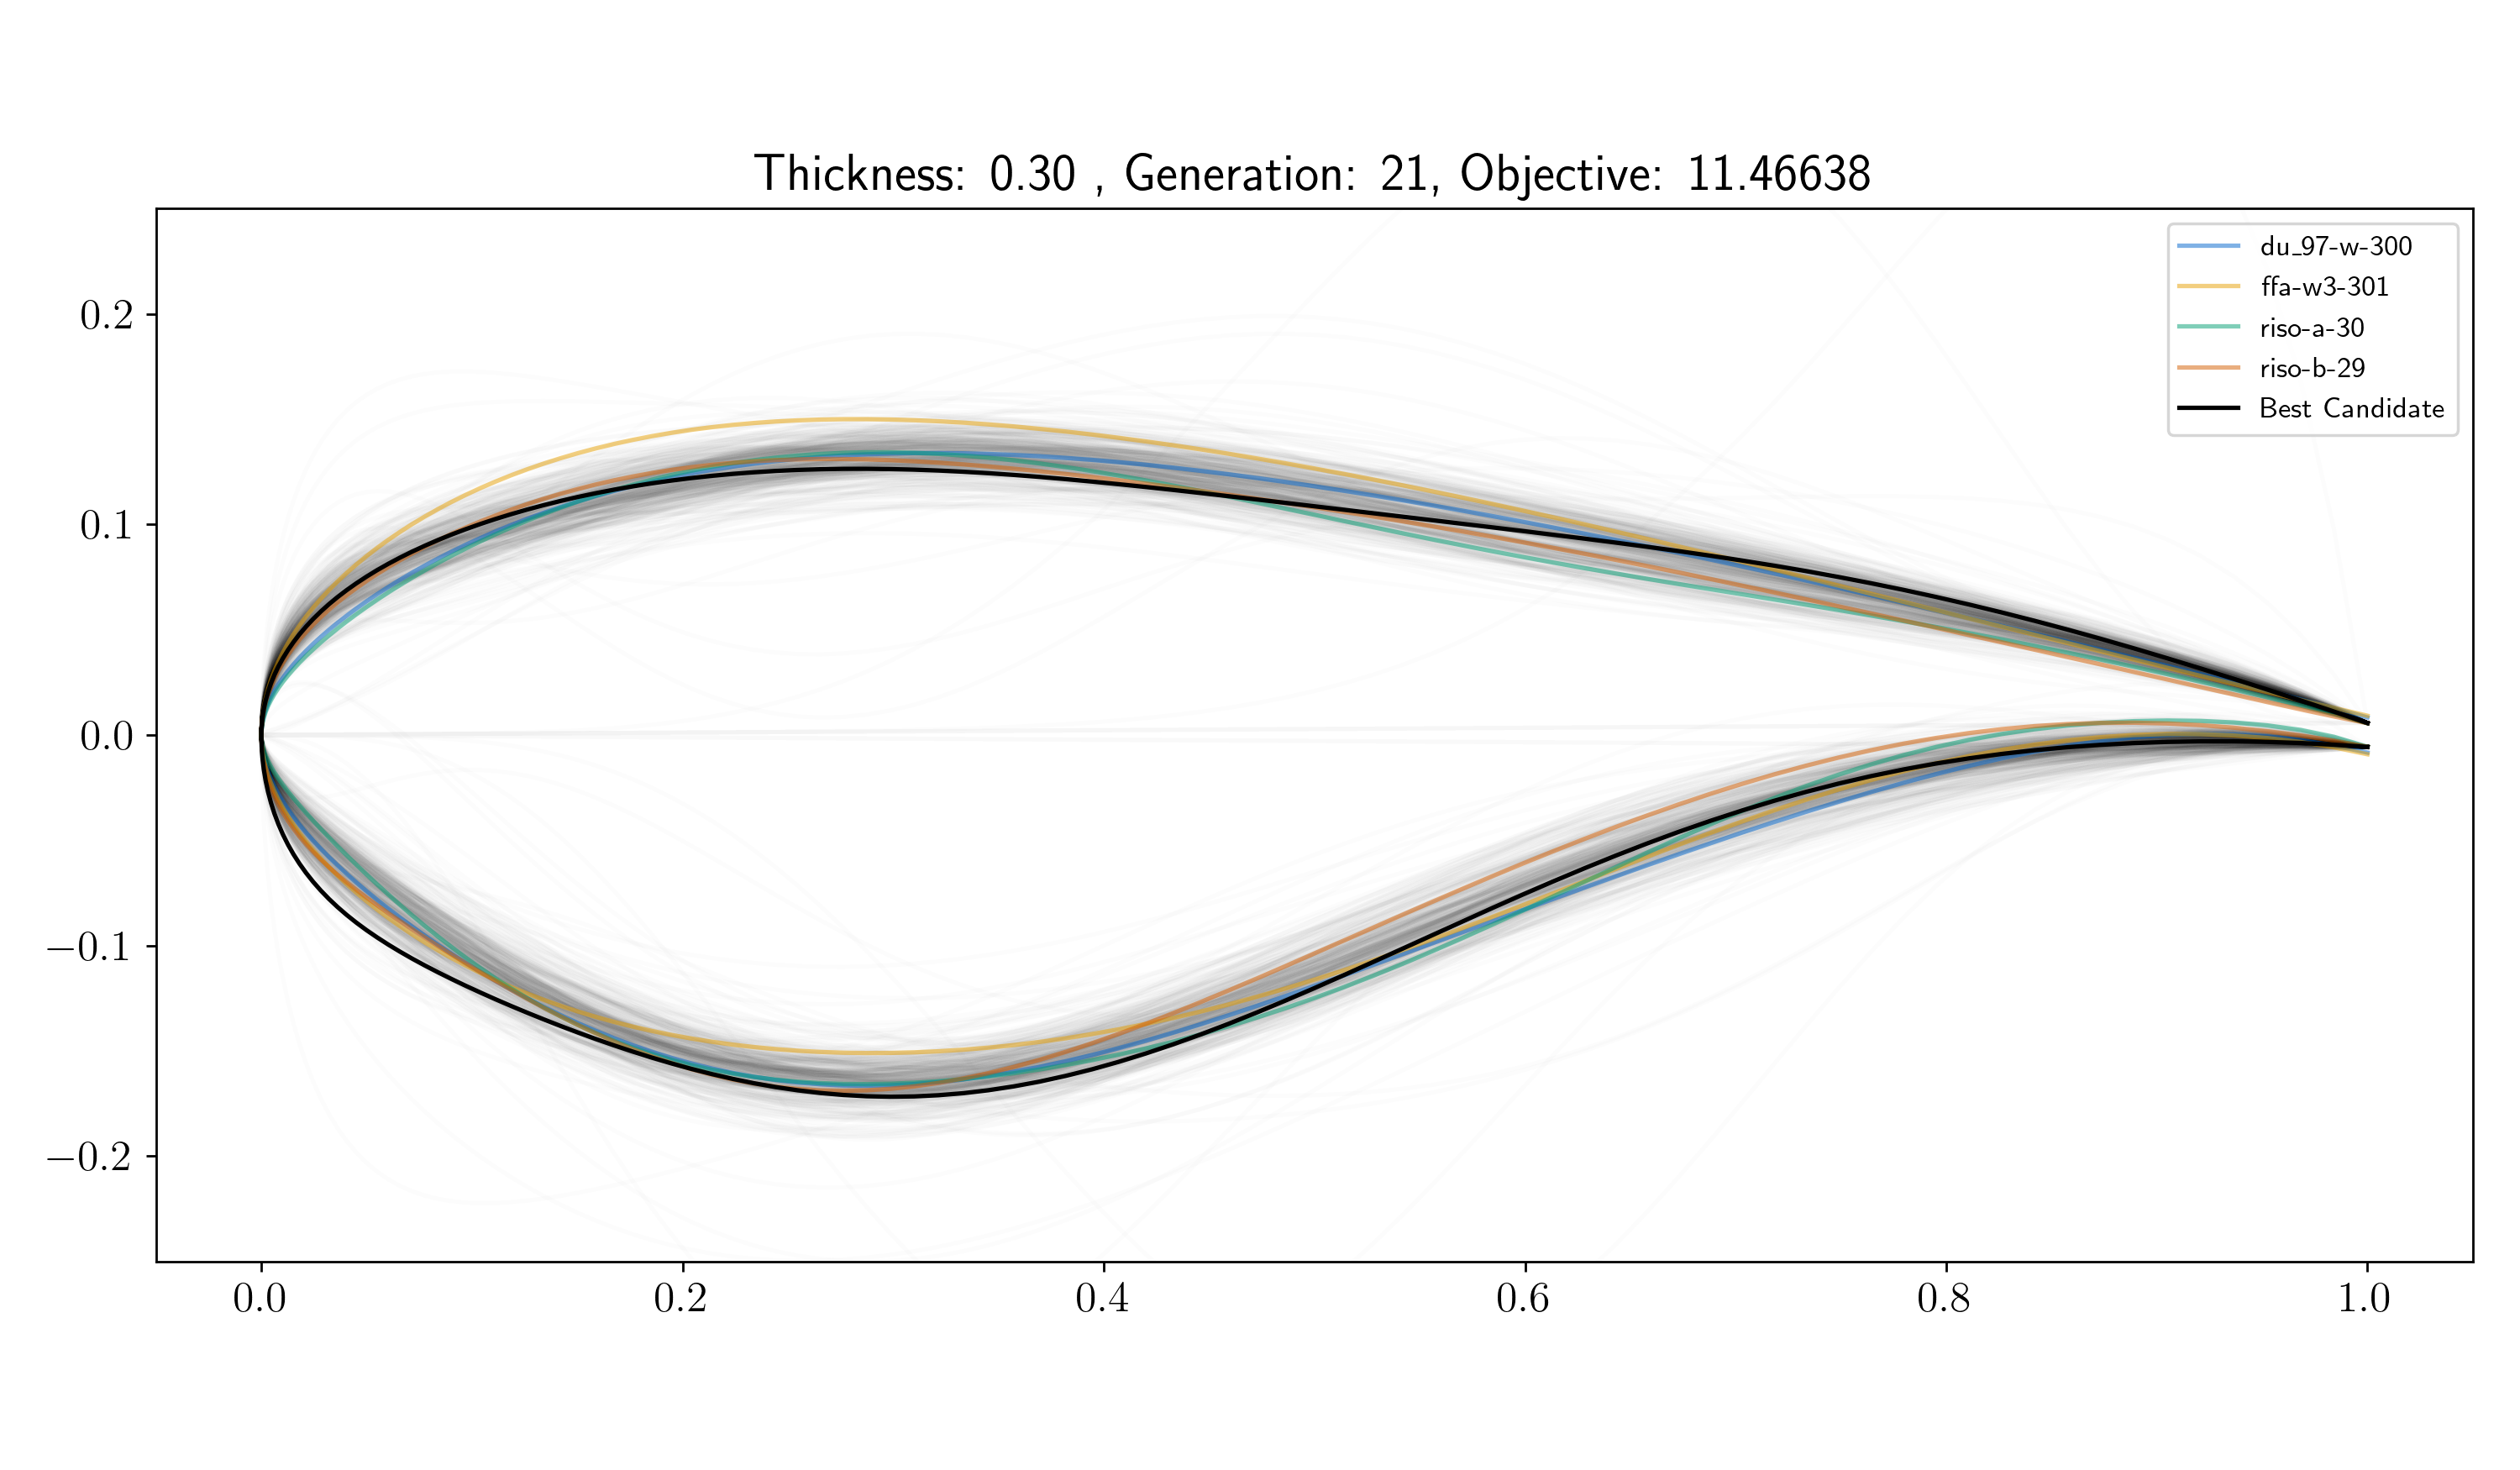 Thickness: 0.30 , Generation: 21, Objective: 11.46638
du_97-w-300
ffa-w3-301
riso-a-30
riso-b-29
Best Candidate
0.2
0.1
0.0
−0.1
−0.2
0.0 0.2 0.4 0.6 0.8 1.0